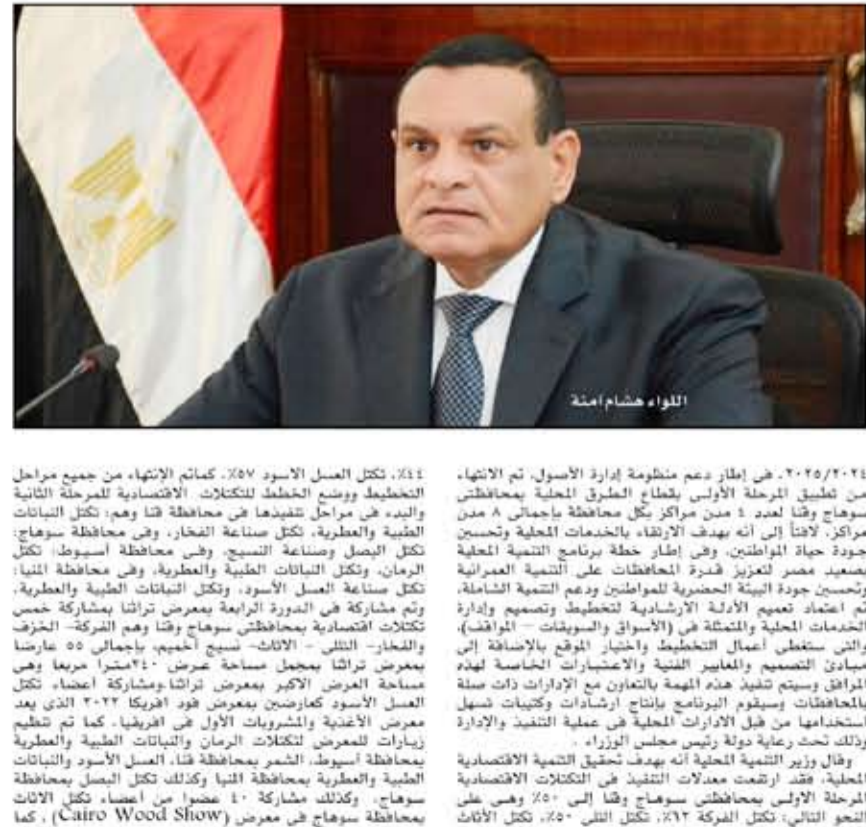 اللواء هشام امنة
٢٠٢٥/٢٠٢٤، فى إطار دعم منظومة إدارة الأصول، تم الانتهاء
من تطبيق المرحلة الأولى بقطاع الطرق المحلية بمحافظتى
سوهاج وقنا لعدد ٤ مدن مراكز بكل محافظة بإجمالى ٨ مدن
مراكز، لافتاً إلى أنه بهدف الارتقاء بالخدمات المحلية وتحسين
جودة حياة المواطنين، وفى إطار خطة برنامج التنمية المحلية
بصعيد مصر لتعزيز قدرة المحافظات على التنمية العمرانية
وتحسين جودة البيئة الحضرية للمواطنين ودعم التنمية الشاملة،
تم اعتماد تعميم الأدلة الارشادية لتخطيط وتصميم وإدارة
الخدمات المحلية والمتمثلة فى (الأسواق والسويقات – المواقف)،
والتى ستغطى أعمال التخطيط واختيار الموقع بالإضافة إلى
مبادئ التصميم والمعايير الفنية والاعتبارات الخاصة لهذه
المرافق وسيتم تنفيذ هذه المهمة بالتعاون مع الإدارات ذات صلة
بالمحافظات وسيقوم البرنامج بإنتاج ارشادات وكتيبات تسهل
استخدامها من قبل الادارات المحلية فى عملية التنفيذ والإدارة
وذلك تحت رعاية دولة رئيس مجلس الوزراء .
وقال وزير التنمية المحلية أنه بهدف تحقيق التنمية الاقتصادية
المحلية، فقد ارتفعت معدلات التنفيذ فى التكتلات الاقتصادية
المرحلة الاولى بمحافظتى سوهاج وقنا إلى ٥٠٪ وهى على
النحو التالى: تكتل الفركة ٦٢٪، تكتل التلى ٥٠٪، تكتل الأثاث
٤٤٪، تكتل العسل الاسود ٥٧٪، كماتم الإنتهاء من جميع مراحل
التخطيط ووضع الخطط للتكتلات الاقتصادية للمرحلة الثانية
والبدء فى مراحل تنفيذها فى محافظة قنا وهم: تكتل النباتات
الطبية والعطرية، تكتل صناعة الفخار، وفى محافظة سوهاج:
تكتل البصل وصناعة النسيج، وفى محافظة أسيوط: تكتل
الرمان، وتكتل النباتات الطبية والعطرية، وفى محافظة المنيا:
تكتل صناعة العسل الأسود، وتكتل النباتات الطبية والعطرية،
وتم مشاركة فى الدورة الرابعة بمعرض تراثنا بمشاركة خمس
تكتلات اقتصادية بمحافظتى سوهاج وقنا وهم الفركة– الخزف
والفخار– التللى – الاثاث– نسيج أخميم، بإجمالى ٥٥ عارضا
بمعرض تراثنا بمجمل مساحة عرض ٢٤٠مترا مربعا وهى
مساحة العرض الاكبر بمعرض تراثنا.ومشاركة أعضاء تكتل
العسل الأسود كعارضين بمعرض فود افريكا ٢٠٢٢ الذى يعد
معرض الأغذية والمشروبات الأول فى افريقيا. كما تم تنظيم
زيارات للمعرض لتكتلات الرمان والنباتات الطبية والعطرية
بمحافظة أسيوط، الشمر بمحافظة قنا، العسل الأسود والنباتات
الطبية والعطرية بمحافظة المنيا وكذلك تكتل البصل بمحافظة
سوهاج. وكذلك مشاركة ٤٠ عضوا من اعضاء تكتل الاثاث
بمحافظة سوهاج فى معرض (Cairo Wood Show) ، كما